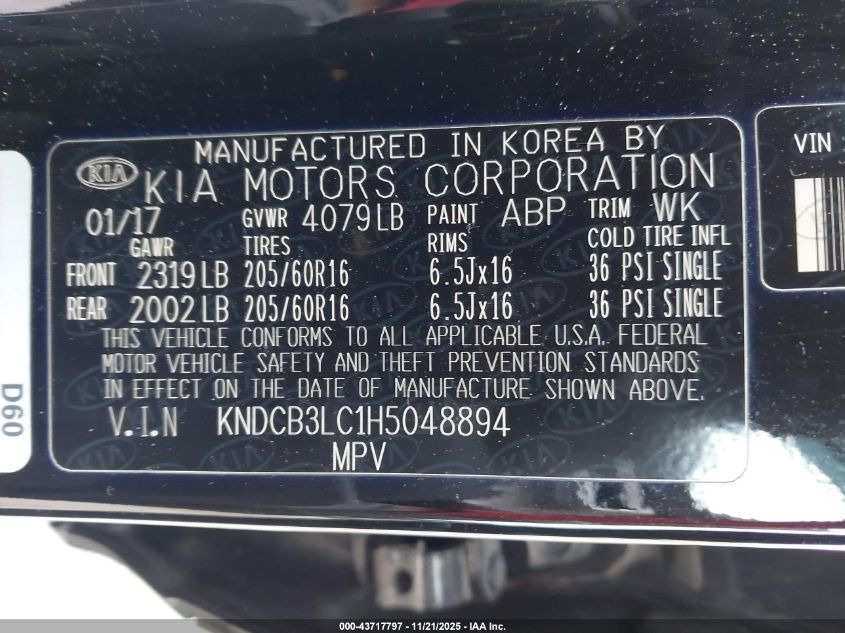 MANUFACTURED IN KOREA BY
KIA KIA MOTORS CORPORATION
01/17 GVWR 4079LB PAINT ABP TRIM WK
GAWR TIRES RIMS COLD TIRE INFL
FRONT 2319LB 205/60R16 6.5Jx16 36 PSI SINGLE
REAR 2002LB 205/60R16 6.5Jx16 36 PSI SINGLE
THIS VEHICLE CONFORMS TO ALL APPLICABLE U.S.A. FEDERAL
MOTOR VEHICLE SAFETY AND THEFT PREVENTION STANDARDS
IN EFFECT ON THE DATE OF MANUFACTURE SHOWN ABOVE.
V.I.N KNDCB3LC1H5048894
MPV
VIN
D60
000-43717797 - 11/21/2025 - IAA Inc.